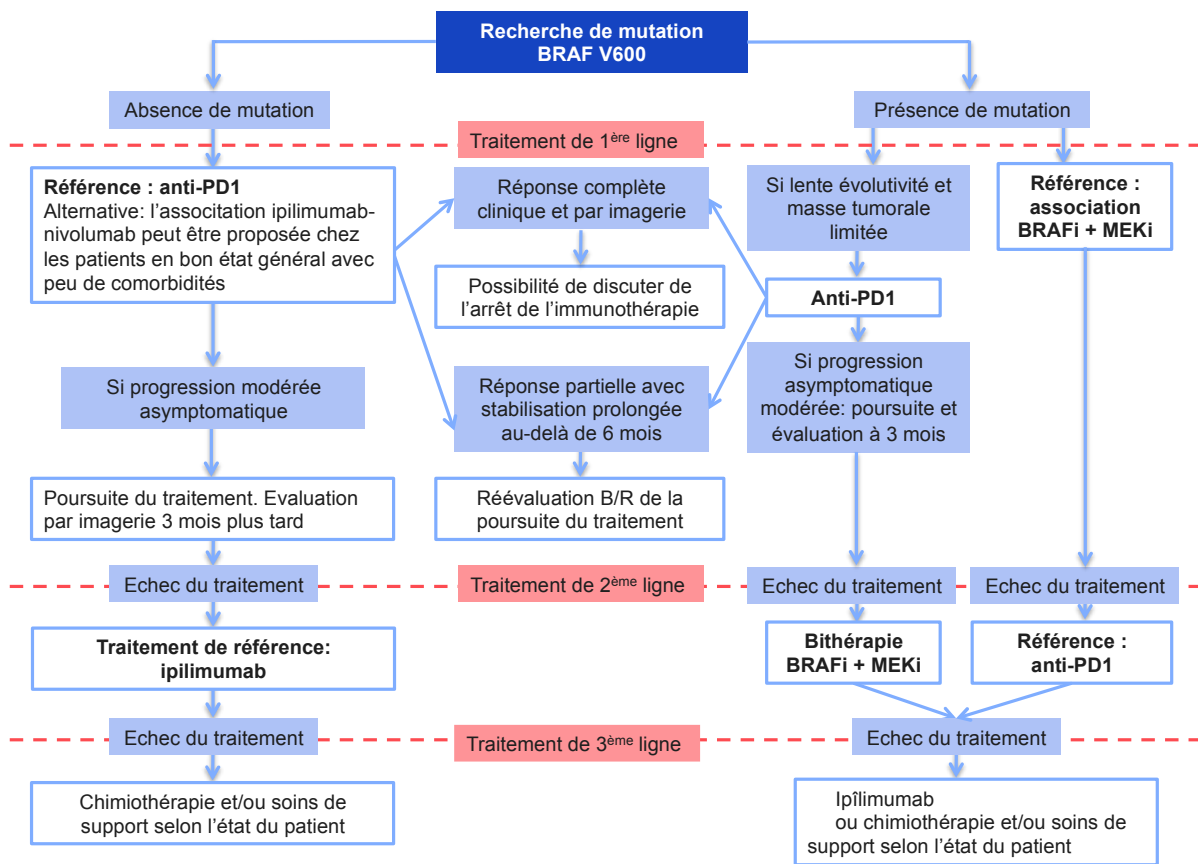 Recherche de mutation
BRAF V600
Absence de mutation
Présence de mutation
Traitement de 1ère ligne
Référence : anti-PD1
Alternative: l’associtation ipilimumab-
nivolumab peut être proposée chez
les patients en bon état général avec
peu de comorbidités
Réponse complète
clinique et par imagerie
Si lente évolutivité et
masse tumorale
limitée
Référence :
association
BRAFi + MEKi
Possibilité de discuter de
l’arrêt de l’immunothérapie
Anti-PD1
Si progression modérée
asymptomatique
Réponse partielle avec
stabilisation prolongée
au-delà de 6 mois
Si progression
asymptomatique
modérée: poursuite et
évaluation à 3 mois
Poursuite du traitement. Evaluation
par imagerie 3 mois plus tard
Réévaluation B/R de la
poursuite du traitement
Echec du traitement
Traitement de 2ème ligne
Echec du traitement
Echec du traitement
Traitement de référence:
ipilimumab
Bithérapie
BRAFi + MEKi
Référence :
anti-PD1
Echec du traitement
Traitement de 3ème ligne
Echec du traitement
Chimiothérapie et/ou soins de
support selon l’état du patient
Ipîlimumab
ou chimiothérapie et/ou soins de
support selon l’état du patient